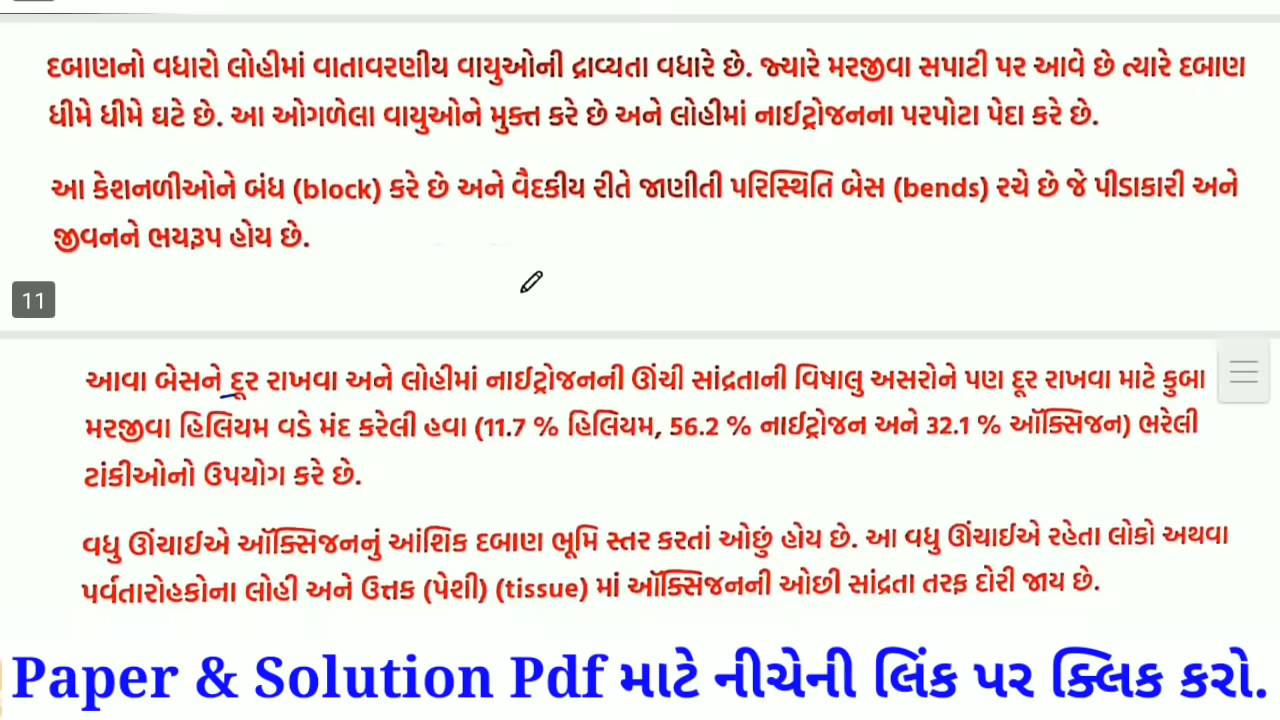 દબાણનો વધારો લોહીમાં વાતાવરણીય વાયુઓની દ્રાવ્યતા વધારે છે. જ્યારે મરજીવા સપાટી પર આવે છે ત્યારે દબાણ
ધીમે ધીમે ઘટે છે. આ ઓગળેલા વાયુઓને મુક્ત કરે છે અને લોહીમાં નાઈટ્રોજનના પરપોટા પેદા કરે છે.
આ કેશનળીઓને બંધ (block) કરે છે અને વૈદકીય રીતે જાણીતી પરિસ્થિતિ બેસ (bends) રચે છે જે પીડાકારી અને
જીવનને ભયરૂપ હોય છે.
11
આવા બેસને દૂર રાખવા અને લોહીમાં નાઈટ્રોજનની ઊંચી સાંદ્રતાની વિષાલુ અસરોને પણ દૂર રાખવા માટે કુબા
મરજીવા હિલિયમ વડે મંદ કરેલી હવા (11.7 % હિલિયમ, 56.2 % નાઈટ્રોજન અને 32.1 % ઑક્સિજન) ભરેલી
ટાંકીઓનો ઉપયોગ કરે છે.
વધુ ઊંચાઈએ ઑક્સિજનનું આંશિક દબાણ ભૂમિ સ્તર કરતાં ઓછું હોય છે. આ વધુ ઊંચાઈએ રહેતા લોકો અથવા
પર્વતારોહકોના લોહી અને ઉત્તક (પેશી) (tissue) માં ઑક્સિજનની ઓછી સાંદ્રતા તરફ દોરી જાય છે.
Paper & Solution Pdf માટે નીચેની લિંક પર ક્લિક કરો.